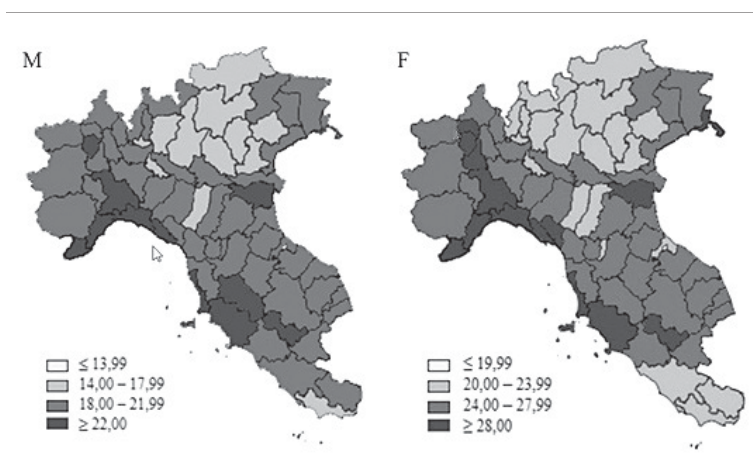 M
F
≤ 13,99
14,00 – 17,99
18,00 – 21,99
≥ 22,00
≤ 19,99
20,00 – 23,99
24,00 – 27,99
≥ 28,00